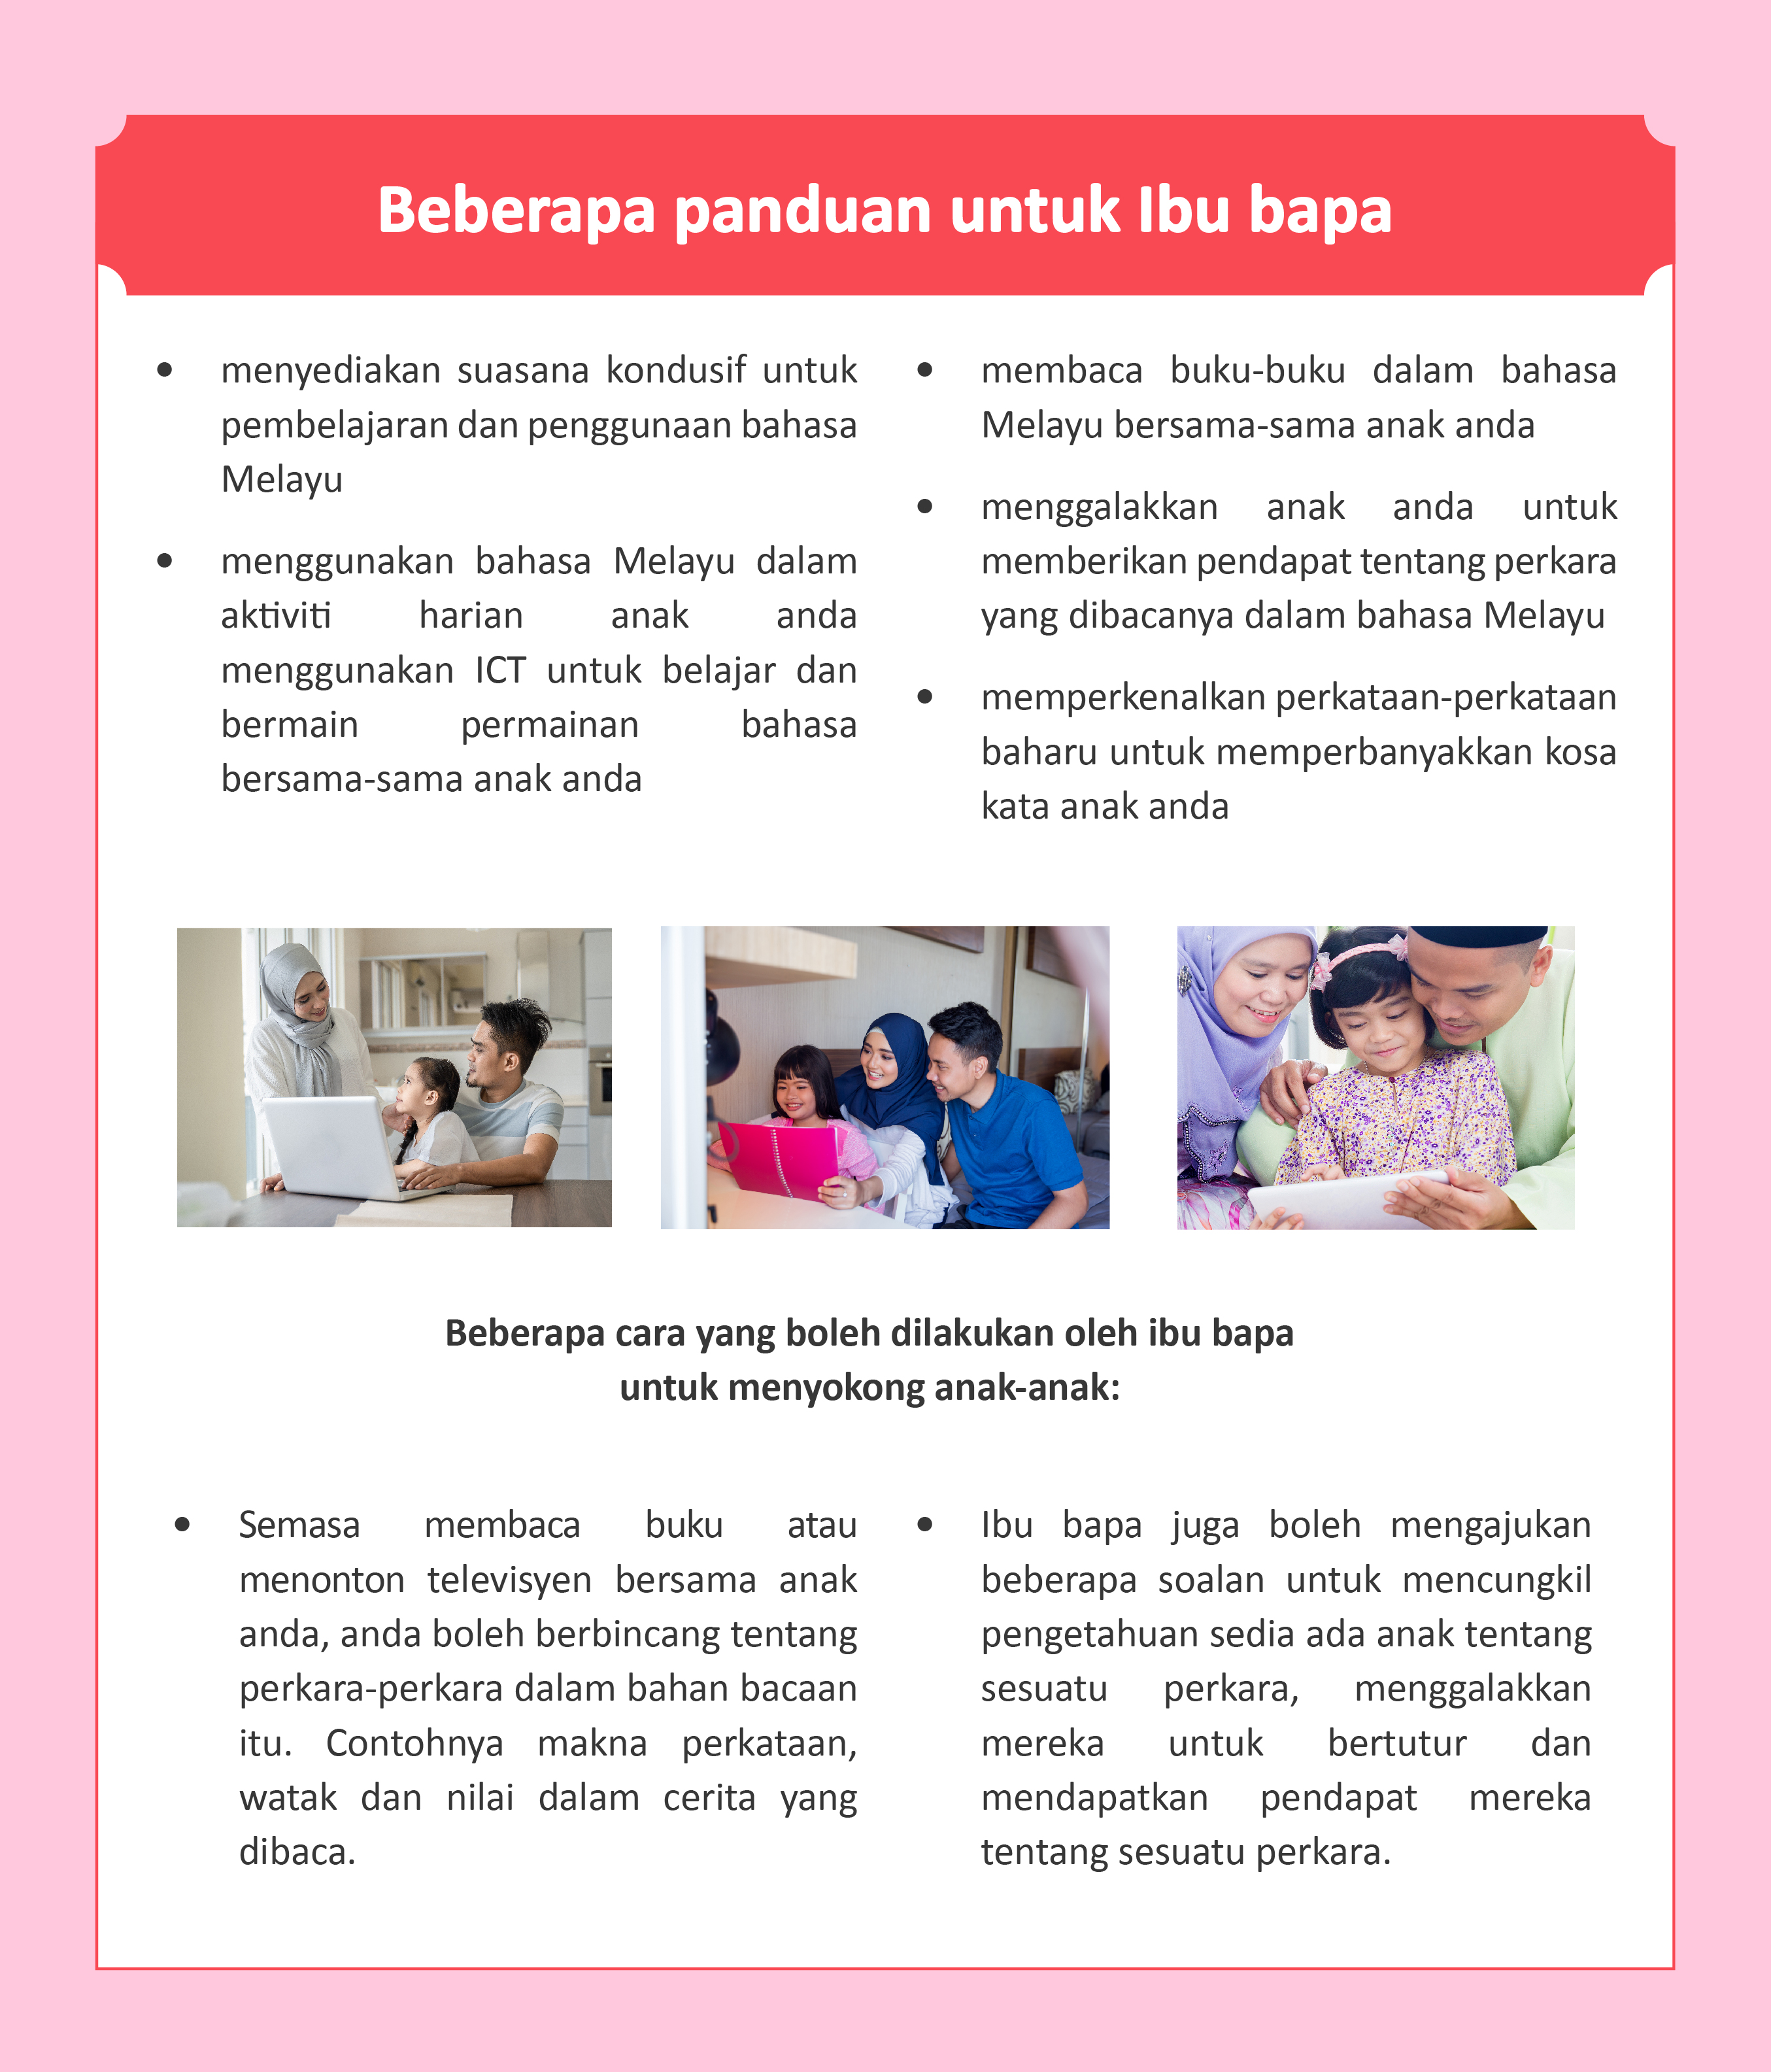 Beberapa panduan untuk Ibu bapa
• menyediakan suasana kondusif untuk
pembelajaran dan penggunaan bahasa
Melayu
• menggunakan bahasa Melayu dalam
aktiviti harian anak anda
menggunakan ICT untuk belajar dan
bermain permainan bahasa
bersama-sama anak anda
• membaca buku-buku dalam bahasa
Melayu bersama-sama anak anda
• menggalakkan anak anda untuk
memberikan pendapat tentang perkara
yang dibacanya dalam bahasa Melayu
• memperkenalkan perkataan-perkataan
baharu untuk memperbanyakkan kosa
kata anak anda
Beberapa cara yang boleh dilakukan oleh ibu bapa
untuk menyokong anak-anak:
• Semasa membaca buku atau
menonton televisyen bersama anak
anda, anda boleh berbincang tentang
perkara-perkara dalam bahan bacaan
itu. Contohnya makna perkataan,
watak dan nilai dalam cerita yang
dibaca.
• Ibu bapa juga boleh mengajukan
beberapa soalan untuk mencungkil
pengetahuan sedia ada anak tentang
sesuatu perkara, menggalakkan
mereka untuk bertutur dan
mendapatkan pendapat mereka
tentang sesuatu perkara.